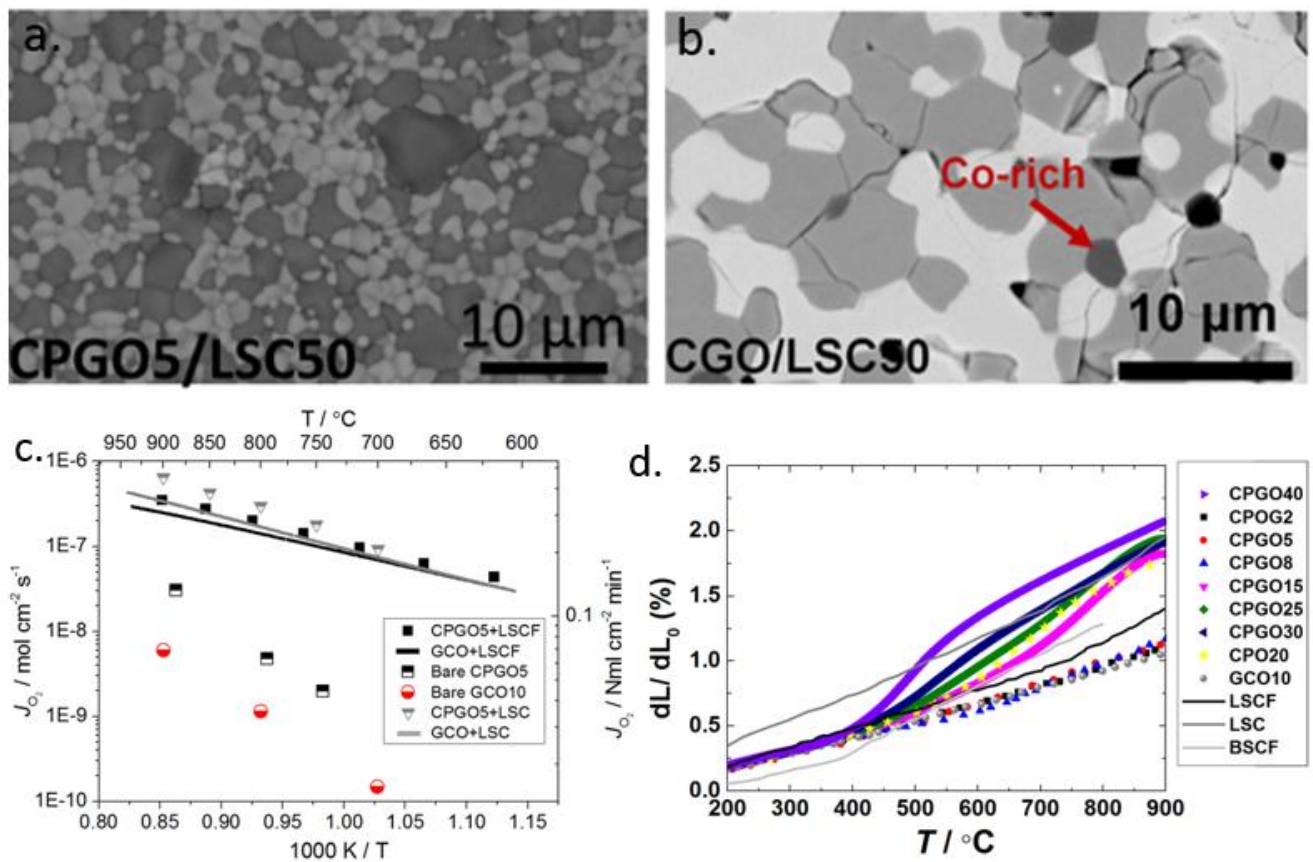 a.
10 µm
CPGO5/LSC50
b.
Co-rich
10 µm
CGO/LSC50
c.
T / °C
950 900 850 800 750 700 650 600
1E-6
1E-7
1E-8
1E-9
1E-10
J O₂ / mol cm⁻² s⁻¹
0.1
J O₂ / Nml cm⁻² min⁻¹
CPGO5+LSCF
GCO+LSCF
Bare CPGO5
Bare GCO10
CPGO5+LSC
GCO+LSC
0.80 0.85 0.90 0.95 1.00 1.05 1.10 1.15
1000 K / T
d.
2.5
2.0
1.5
1.0
0.5
0.0
dL/ dL₀ (%)
200 300 400 500 600 700 800 900
T / °C
CPGO40
CPOG2
CPGO5
CPGO8
CPGO15
CPGO25
CPGO30
CPO20
GCO10
LSCF
LSC
BSCF